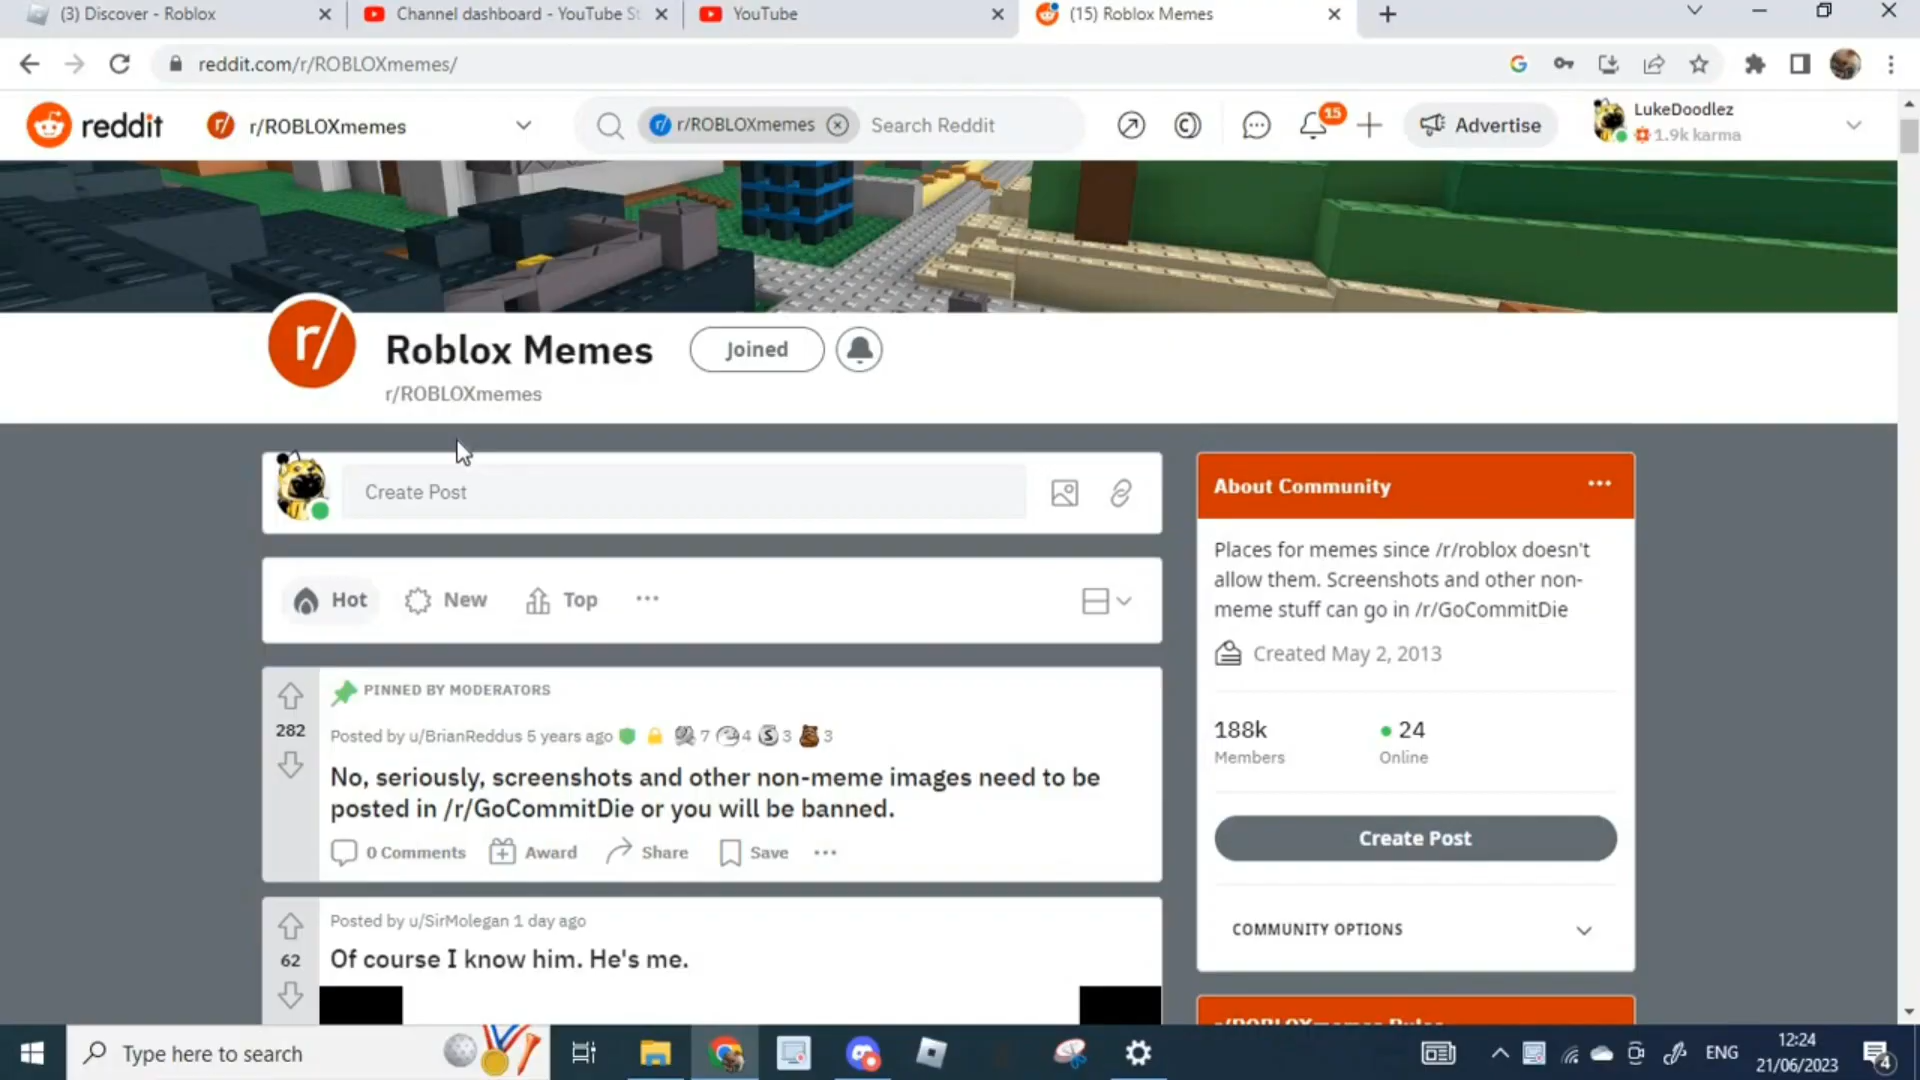 (3) Discover - Roblox
Channel dashboard - YouTube St
YouTube
(15) Roblox Memes
reddit.com/r/ROBLOXmemes/
reddit
r/ROBLOXmemes
r/ROBLOXmemes
Search Reddit
15
Advertise
LukeDoodlez
1.9k karma
r/
Roblox Memes
Joined
r/ROBLOXmemes
Create Post
Hot
New
Top
PINNED BY MODERATORS
282
Posted by u/BrianReddus 5 years ago 7 4 3 3
No, seriously, screenshots and other non-meme images need to be
posted in /r/GoCommitDie or you will be banned.
0 Comments
Award
Share
Save
Posted by u/SirMolegan 1 day ago
62
Of course I know him. He's me.
About Community
Places for memes since /r/roblox doesn't
allow them. Screenshots and other non-
meme stuff can go in /r/GoCommitDie
Created May 2, 2013
188k
Members
24
Online
Create Post
COMMUNITY OPTIONS
r/ROBLOXmemes Rules
Type here to search
ENG
12:24
21/06/2023
4